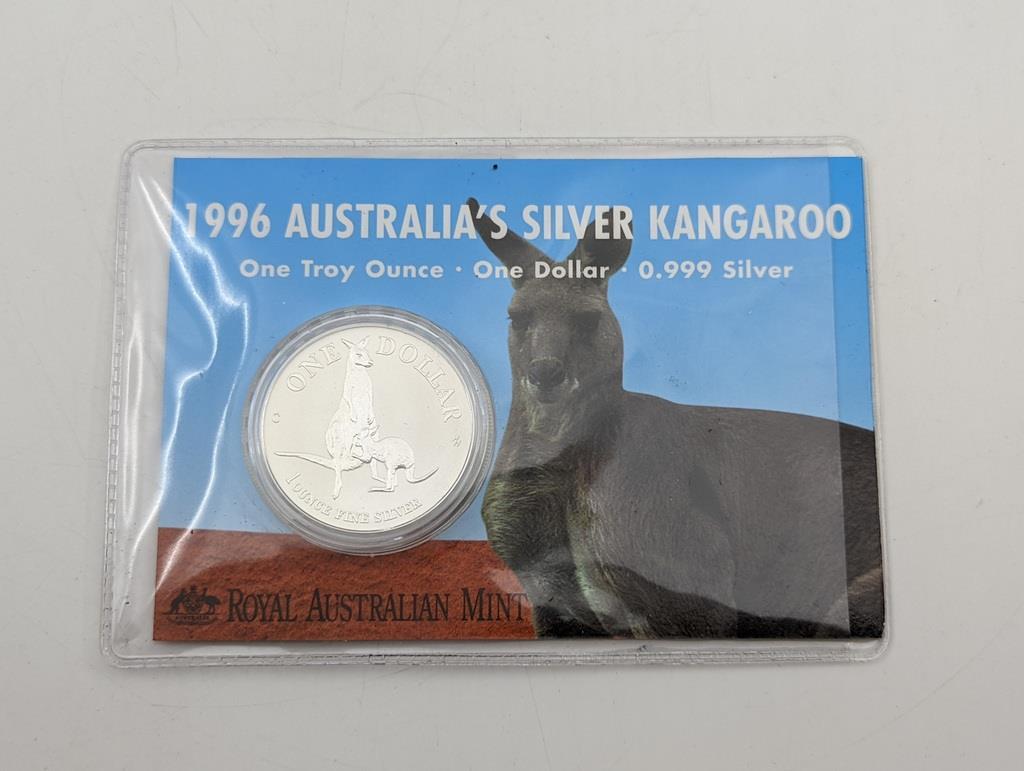 1996 AUSTRALIA'S SILVER KANGAROO
One Troy Ounce · One Dollar · 0.999 Silver
ONE DOLLAR
C
1 OUNCE FINE SILVER
ROYAL AUSTRALIAN MINT